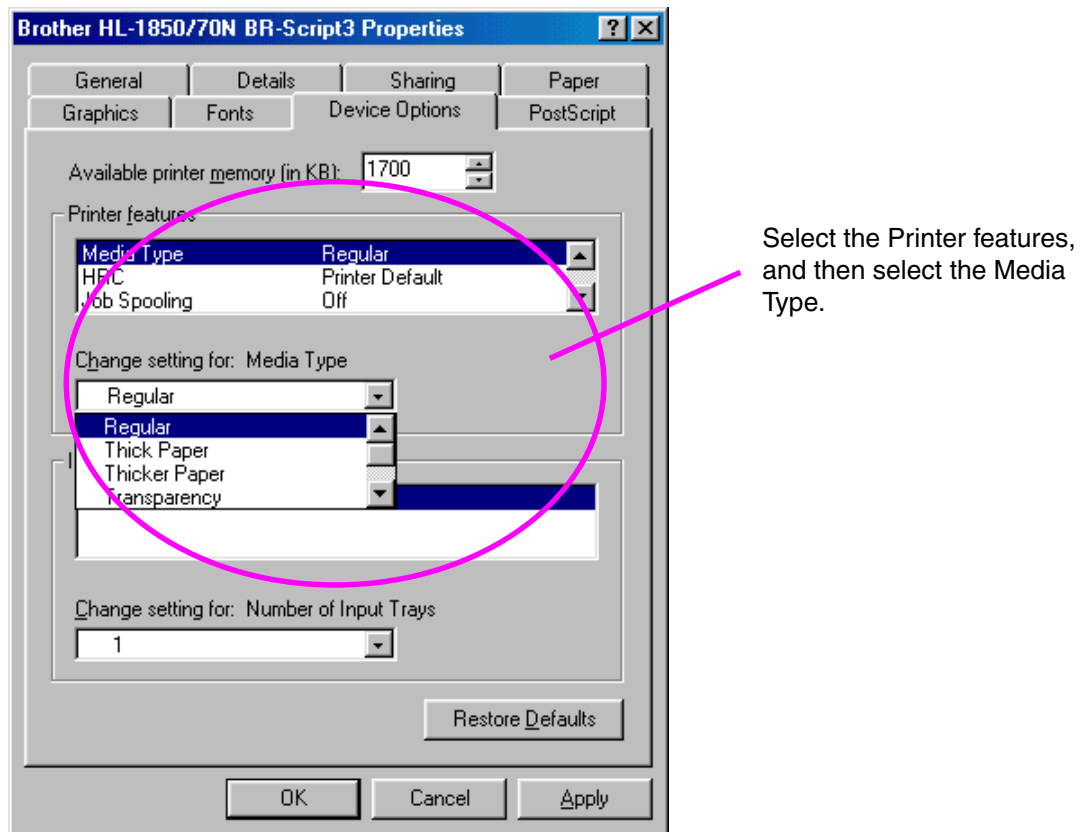 Brother HL-1850/70N BR-Script3 Properties
General Details Sharing Paper
Graphics Fonts Device Options PostScript
Available printer memory (in KB): 1700
Printer features
Media Type Regular
HRC Printer Default
Job Spooling Off
Change setting for: Media Type
Regular
Regular
Thick Paper
Thicker Paper
Transparency
Change setting for: Number of Input Trays
1
Restore Defaults
OK Cancel Apply
Select the Printer features,
and then select the Media
Type.